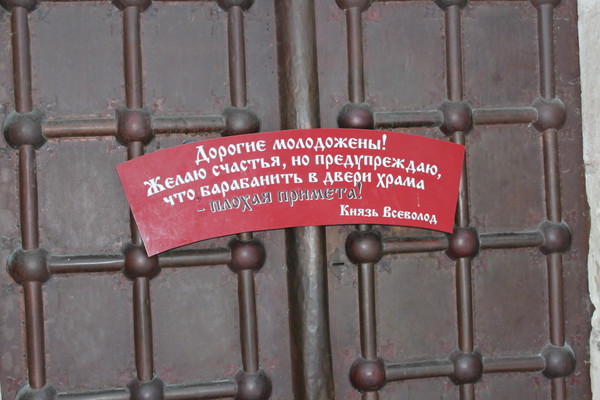 Дорогие молодожены!
Желаю счастья, но предупреждаю,
что барабанить в двери храма
- плохая примета!
Князь Всеволод